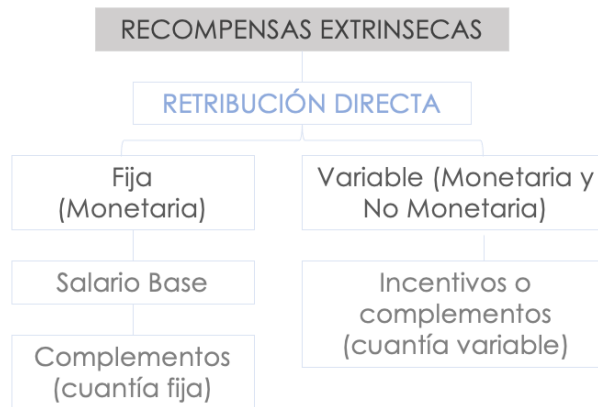 RECOMPENSAS EXTRINSECAS
RETRIBUCIÓN DIRECTA
Fija
(Monetaria)
Variable (Monetaria y
No Monetaria)
Salario Base
Incentivos o
complementos
(cuantía variable)
Complementos
(cuantía fija)